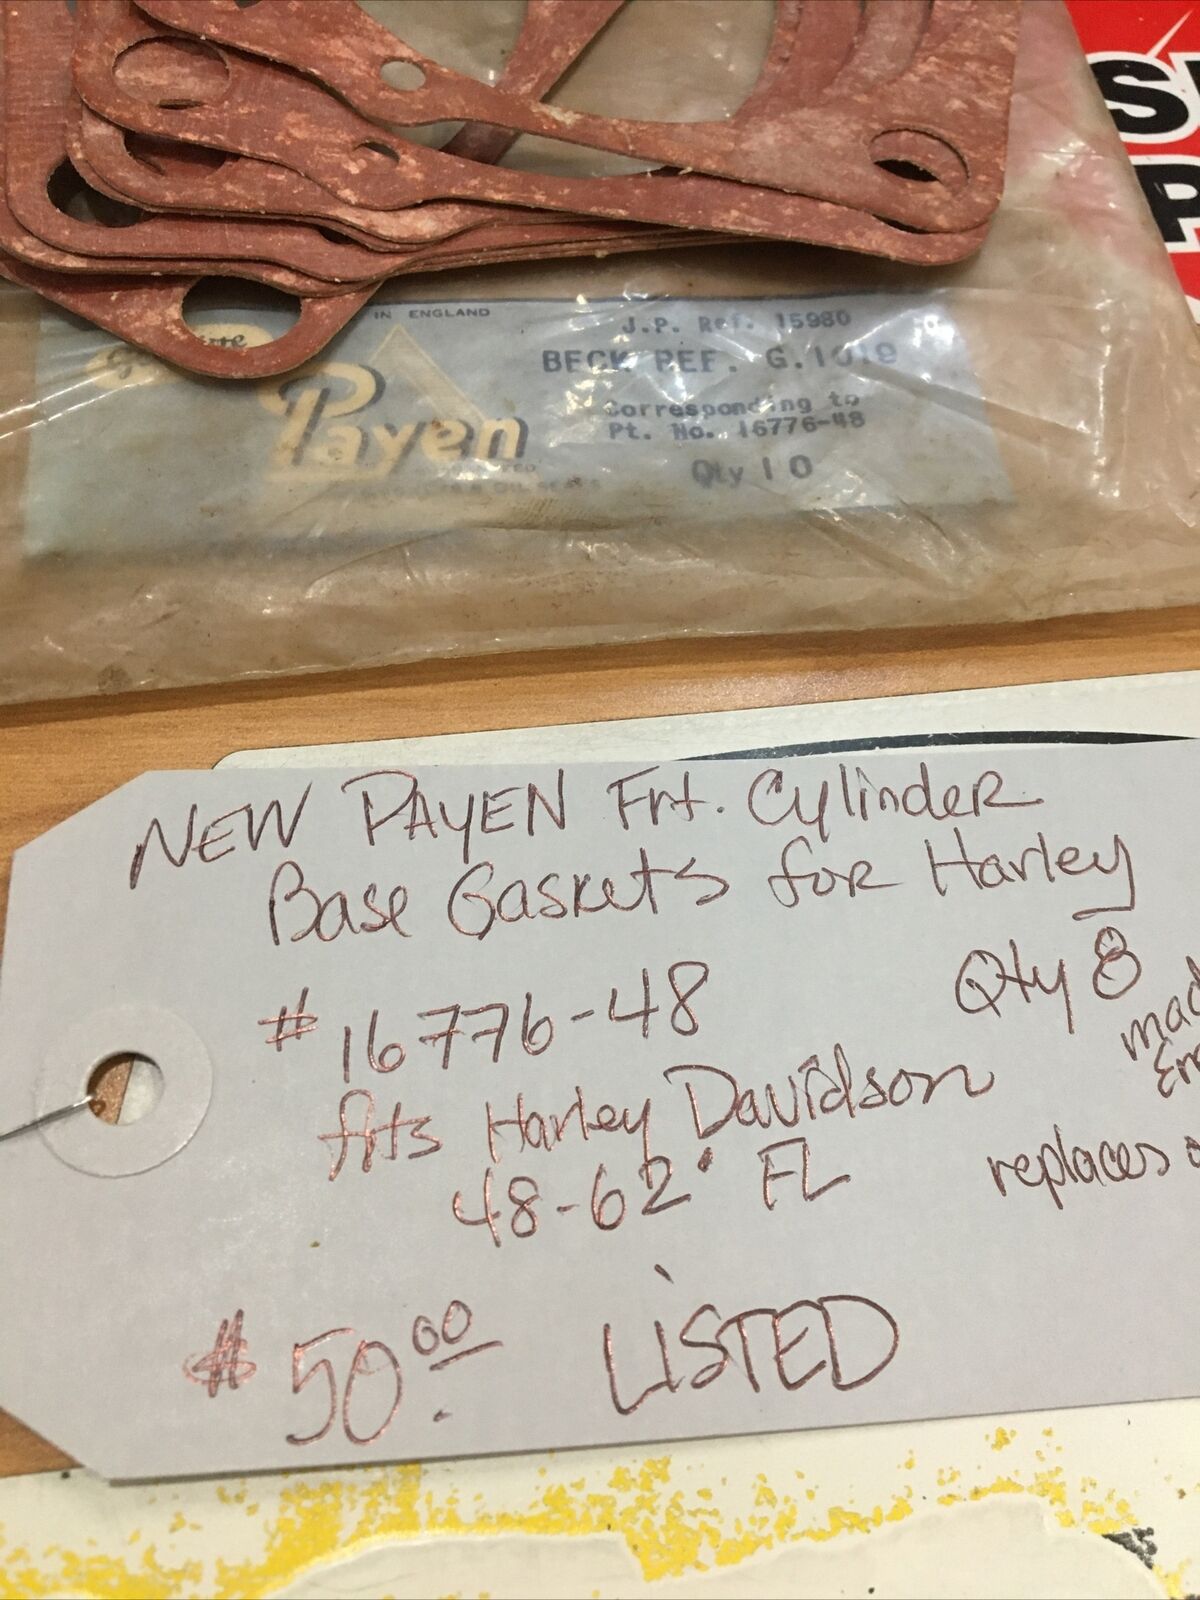 IN ENGLAND
Payen
J.P. Ref. 15980
BECK REF. G.1019
Corresponding to
Pt. No. 16776-48
Qty 10
NEW PAYEN Frt. Cylinder
Base Gaskets for Harley
# 16776-48
Qty 8
fits Harley Davidson
48-62 FL
replaces
$50.00 LISTED